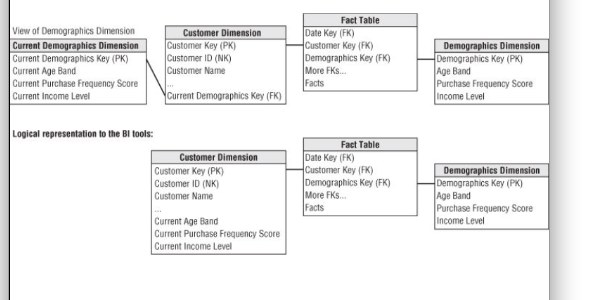 View of Demographics Dimension
Current Demographics Dimension
Current Demographics Key (PK)
Current Age Band
Current Purchase Frequency Score
Current Income Level
Customer Dimension
Customer Key (PK)
Customer ID (NK)
Customer Name
...
Current Demographics Key (FK)
Fact Table
Date Key (FK)
Customer Key (FK)
Demographics Key (FK)
More FKs...
Facts
Demographics Dimension
Demographics Key (PK)
Age Band
Purchase Frequency Score
Income Level
Logical representation to the BI tools:
Customer Dimension
Customer Key (PK)
Customer ID (NK)
Customer Name
...
Current Age Band
Current Purchase Frequency Score
Current Income Level
Fact Table
Date Key (FK)
Customer Key (FK)
Demographics Key (FK)
More FKs...
Facts
Demographics Dimension
Demographics Key (PK)
Age Band
Purchase Frequency Score
Income Level